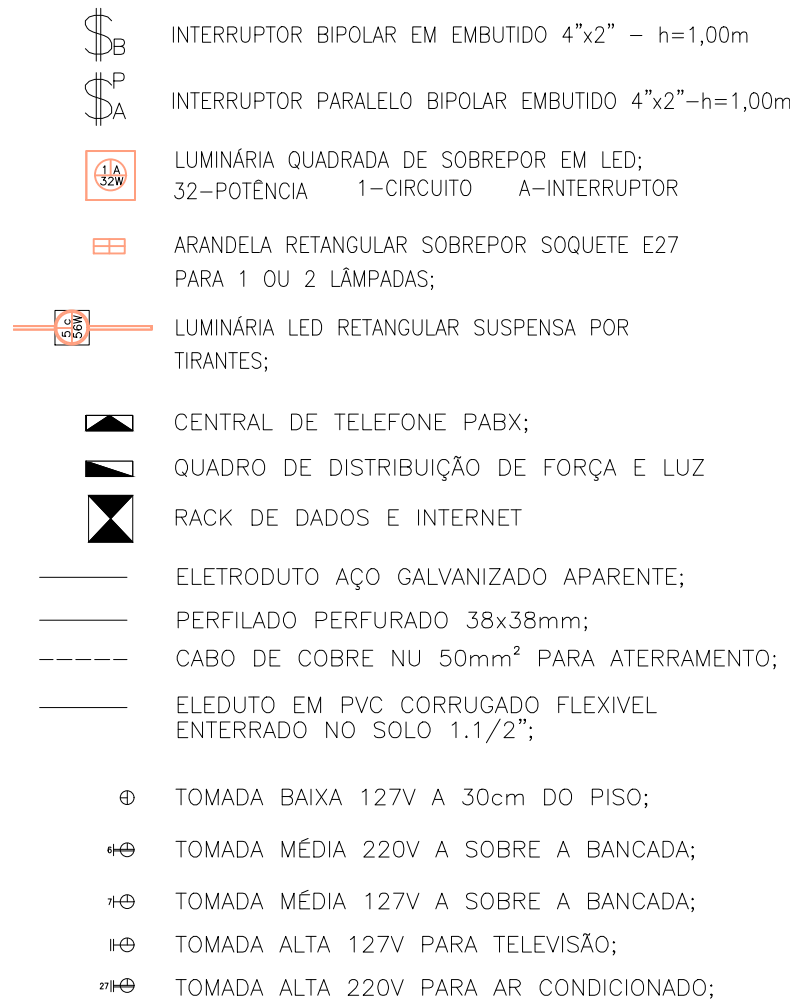 $B INTERRUPTOR BIPOLAR EM EMBUTIDO 4”x2” – h=1,00m
$PA INTERRUPTOR PARALELO BIPOLAR EMBUTIDO 4”x2”–h=1,00m
1 A
32W
LUMINÁRIA QUADRADA DE SOBREPOR EM LED;
32–POTÊNCIA 1–CIRCUITO A–INTERRUPTOR
ARANDELA RETANGULAR SOBREPOR SOQUETE E27
PARA 1 OU 2 LÂMPADAS;
5 c
56W
LUMINÁRIA LED RETANGULAR SUSPENSA POR
TIRANTES;
CENTRAL DE TELEFONE PABX;
QUADRO DE DISTRIBUIÇÃO DE FORÇA E LUZ
RACK DE DADOS E INTERNET
ELETRODUTO AÇO GALVANIZADO APARENTE;
PERFILADO PERFURADO 38x38mm;
CABO DE COBRE NU 50mm² PARA ATERRAMENTO;
ELEDUTO EM PVC CORRUGADO FLEXIVEL
ENTERRADO NO SOLO 1.1/2”;
TOMADA BAIXA 127V A 30cm DO PISO;
6 TOMADA MÉDIA 220V A SOBRE A BANCADA;
7 TOMADA MÉDIA 127V A SOBRE A BANCADA;
TOMADA ALTA 127V PARA TELEVISÃO;
27 TOMADA ALTA 220V PARA AR CONDICIONADO;